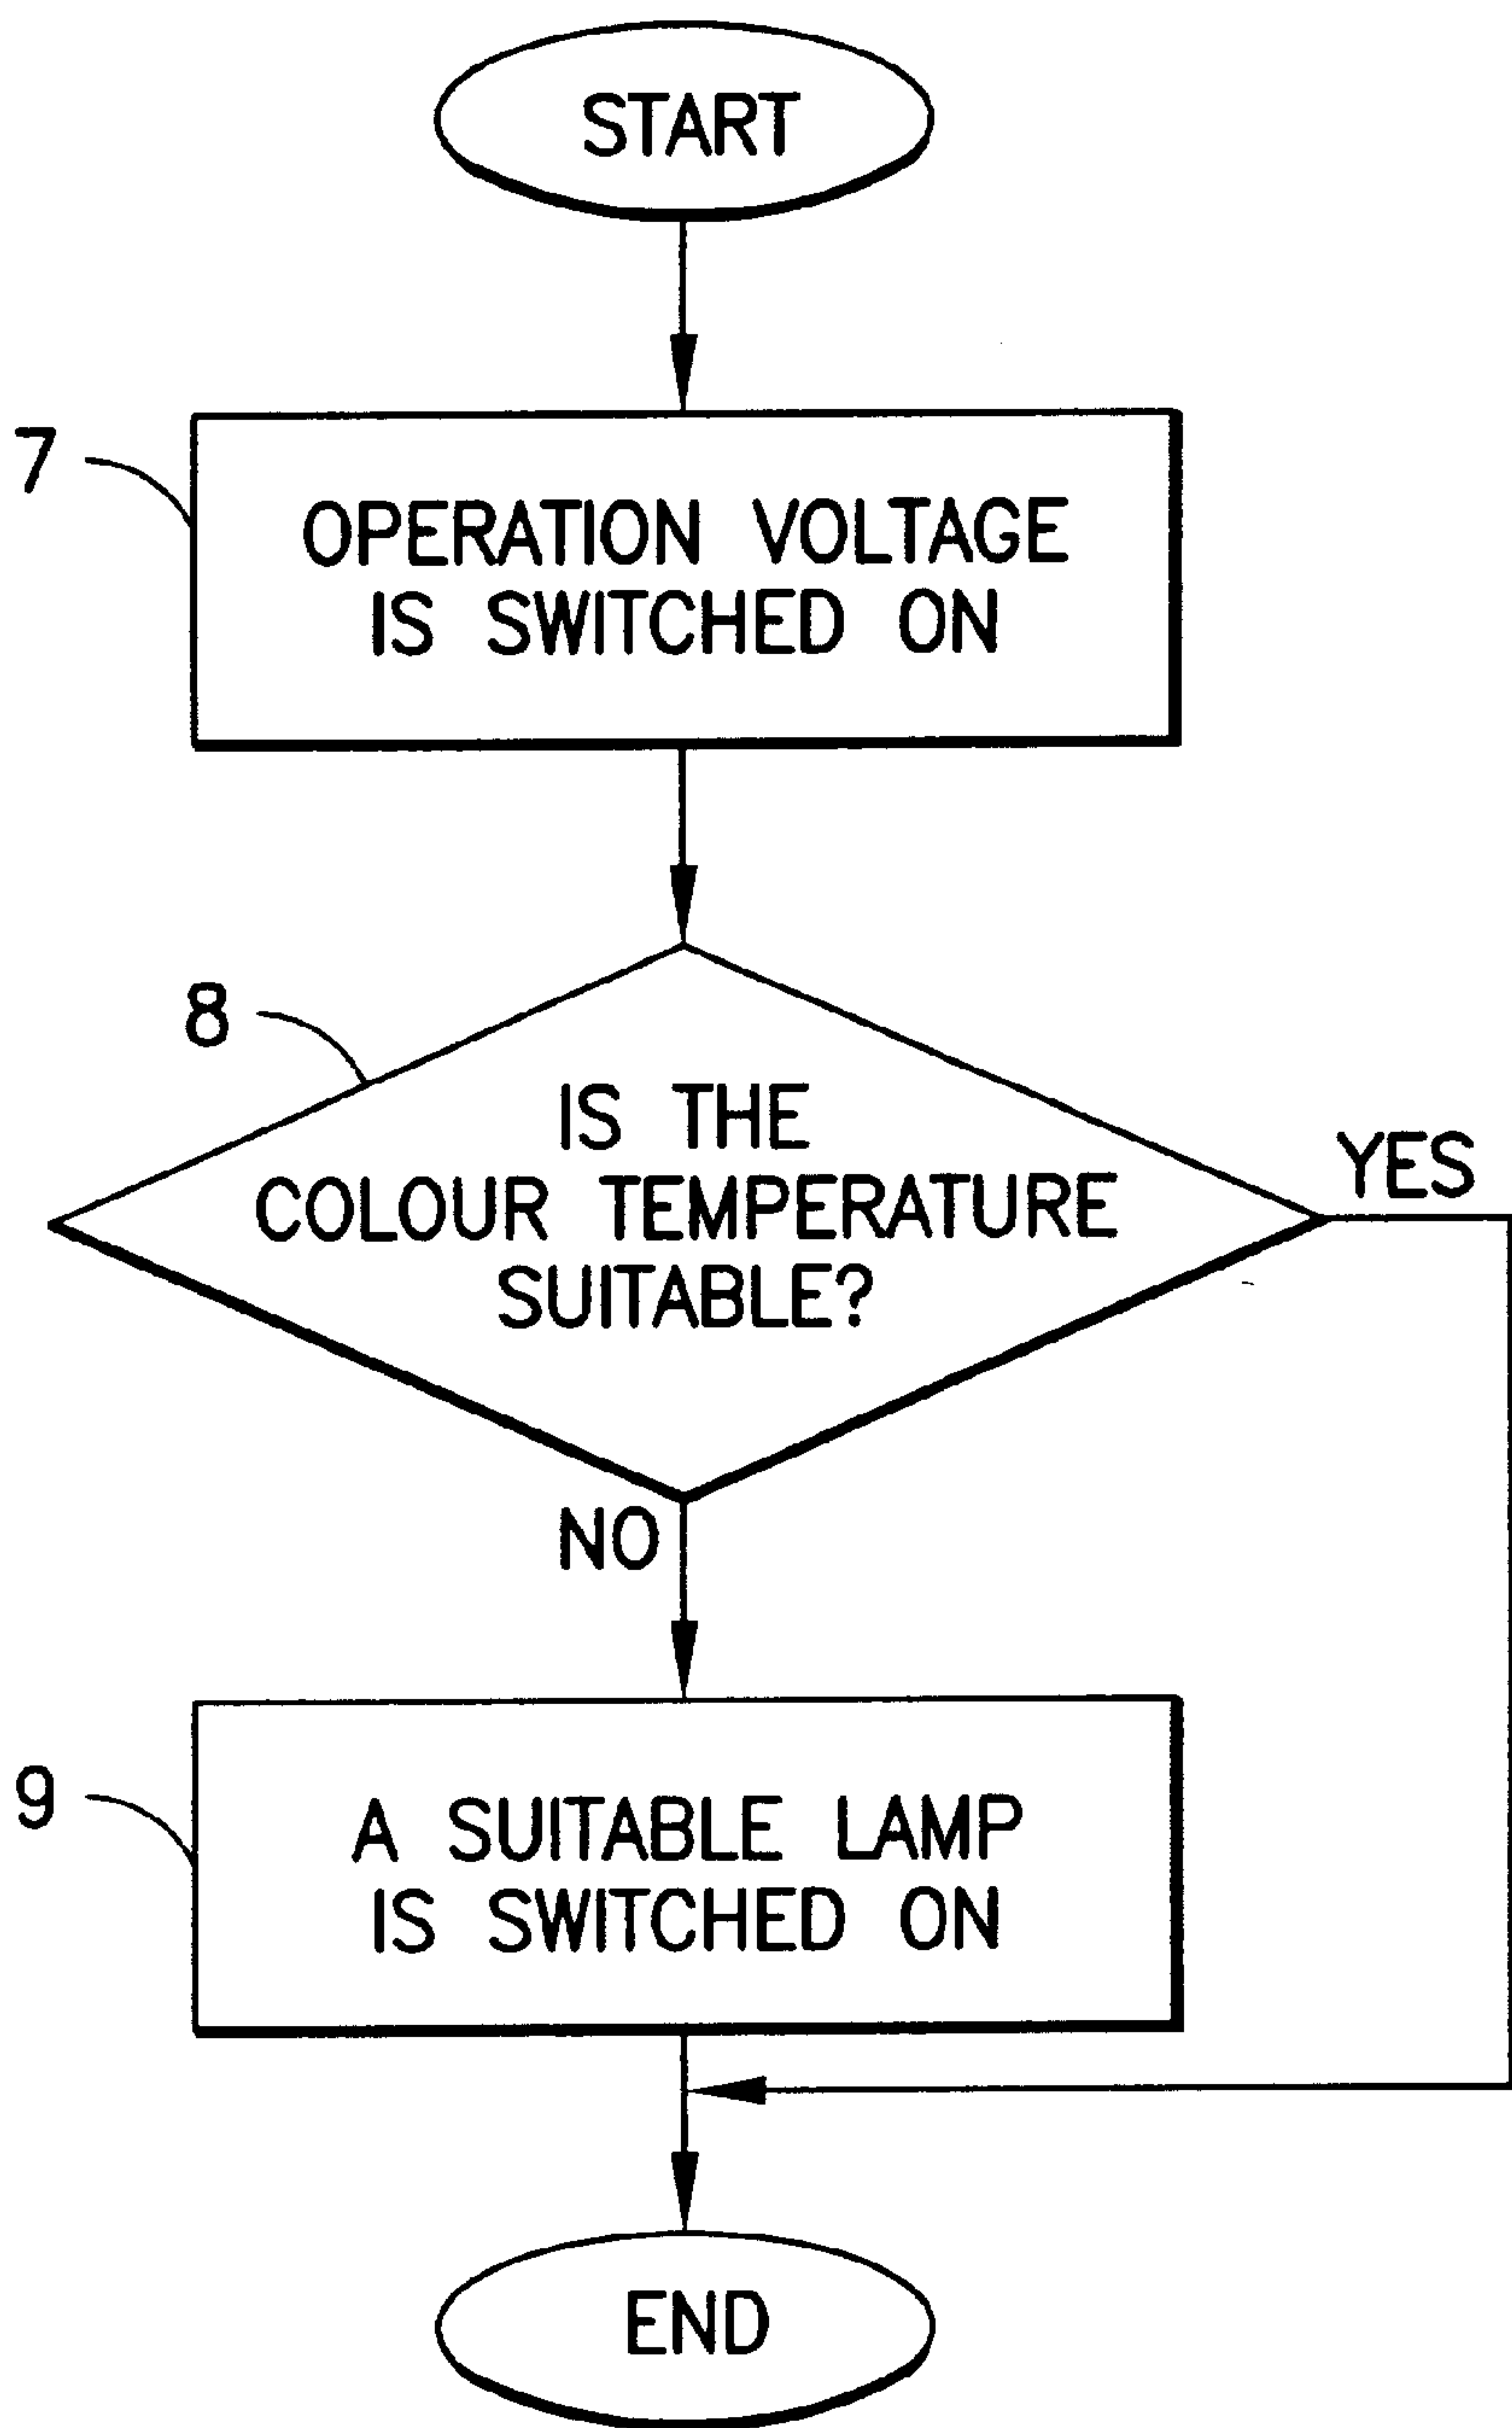 START
7
OPERATION VOLTAGE
IS SWITCHED ON
8
IS THE
COLOUR TEMPERATURE
SUITABLE?
YES
NO
9
A SUITABLE LAMP
IS SWITCHED ON
END